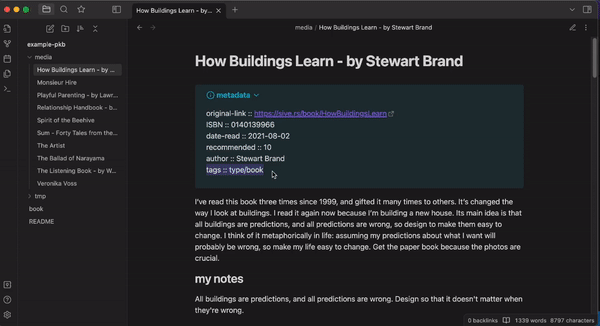 How Buildings Learn - by...
example-pkb
media
How Buildings Learn - by ...
Monsieur Hire
Playful Parenting - by Lawr...
Relationship Handbook - b...
Spirit of the Beehive
Sum - Forty Tales from the...
The Artist
The Ballad of Narayama
The Listening Book - by W...
Veronika Voss
tmp
book
README
media / How Buildings Learn - by Stewart Brand
How Buildings Learn - by Stewart Brand
metadata
original-link :: https://sive.rs/book/HowBuildingsLearn
ISBN :: 0140139966
date-read :: 2021-08-02
recommended :: 10
author :: Stewart Brand
tags :: type/book
I've read this book three times since 1999, and gifted it many times to others. It's changed the
way I look at buildings. I read it again now because I'm building a new house. Its main idea is that
all buildings are predictions, and all predictions are wrong, so design to make them easy to
change. I think of it metaphorically in life: assuming my predictions about what I want will
probably be wrong, so make my life easy to change. Get the paper book because the photos are
crucial.
my notes
All buildings are predictions, and all predictions are wrong. Design so that it doesn't matter when
they're wrong.
0 backlinks 1339 words 8797 characters